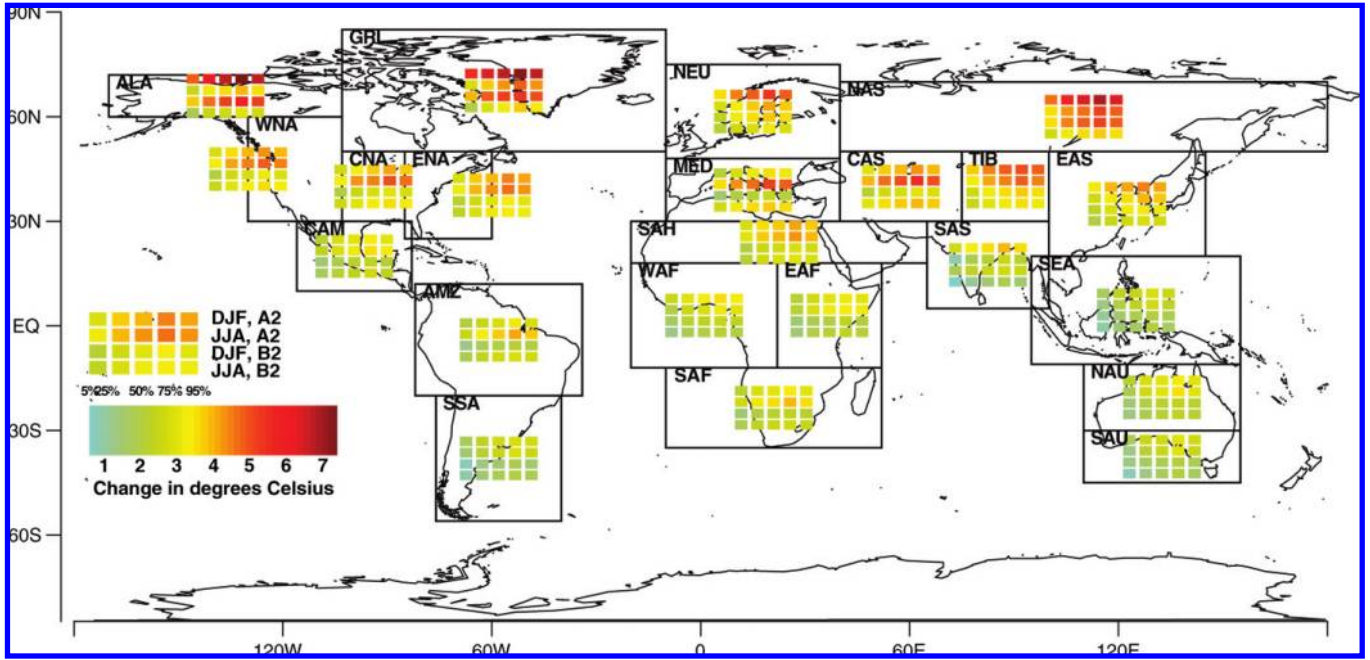 90N
60N
30N
EQ
30S
60S
GRL
ALA
NEU
NAS
WNA
CNA
ENA
MED
CAS
TIB
EAS
CAM
SAH
SAS
WAF
EAF
SEA
AMZ
SAF
NAU
SSA
SAU
DJF, A2
JJA, A2
DJF, B2
JJA, B2
5% 25% 50% 75% 95%
1 2 3 4 5 6 7
Change in degrees Celsius
120W 60W 0 60E 120E